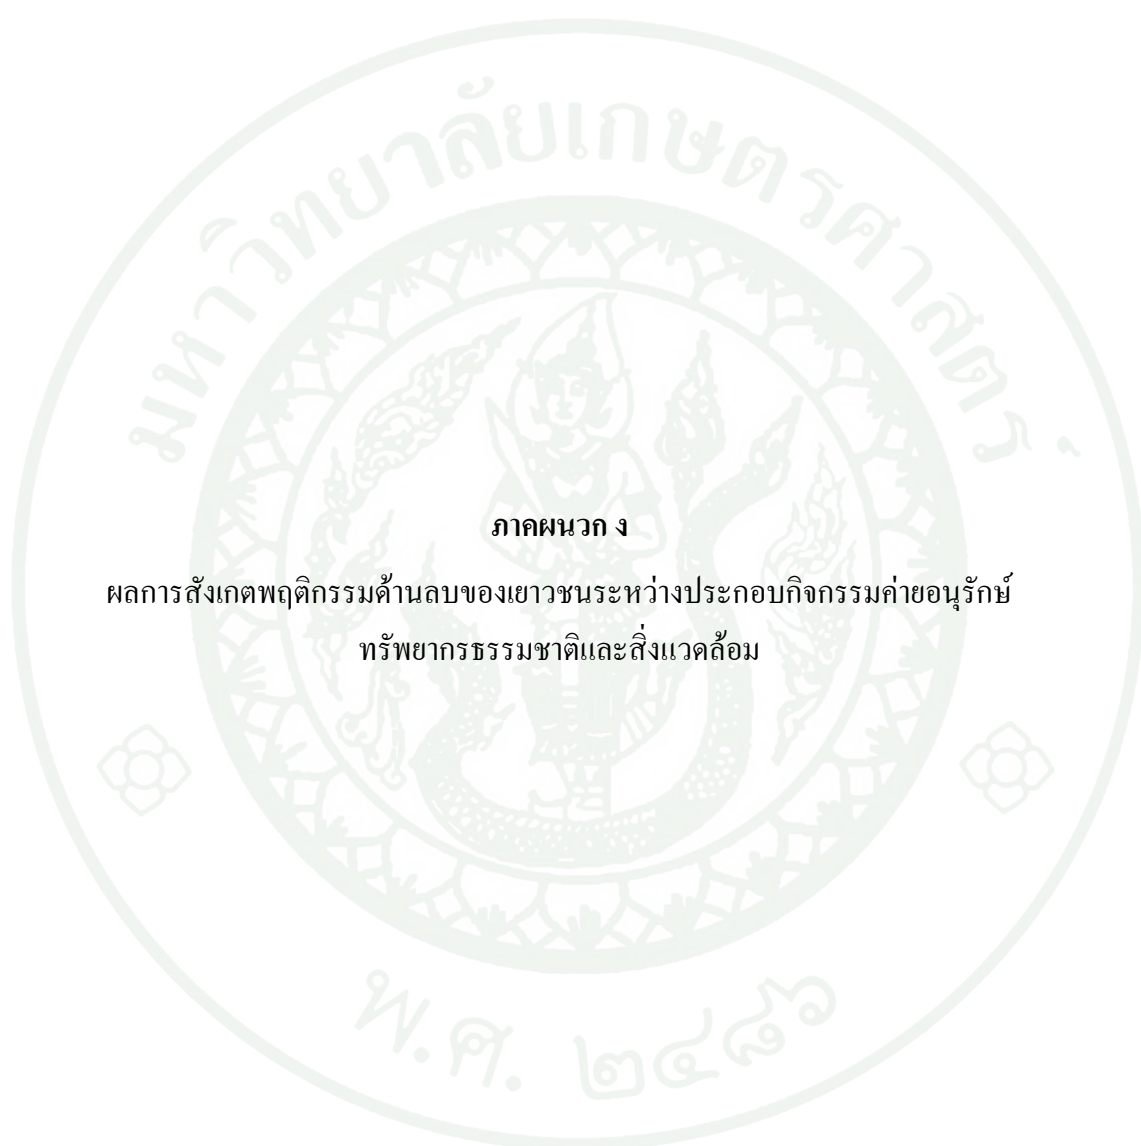 มหาวิทยาลัยเกษตรศาสตร์
ภาคผนวก ง
ผลการสังเกตพฤติกรรมด้านลบของเยาวชนระหว่างประกอบกิจกรรมค่ายอนุรักษ์
ทรัพยากรธรรมชาติและสิ่งแวดล้อม
พ.ศ. ๒๔๘๖